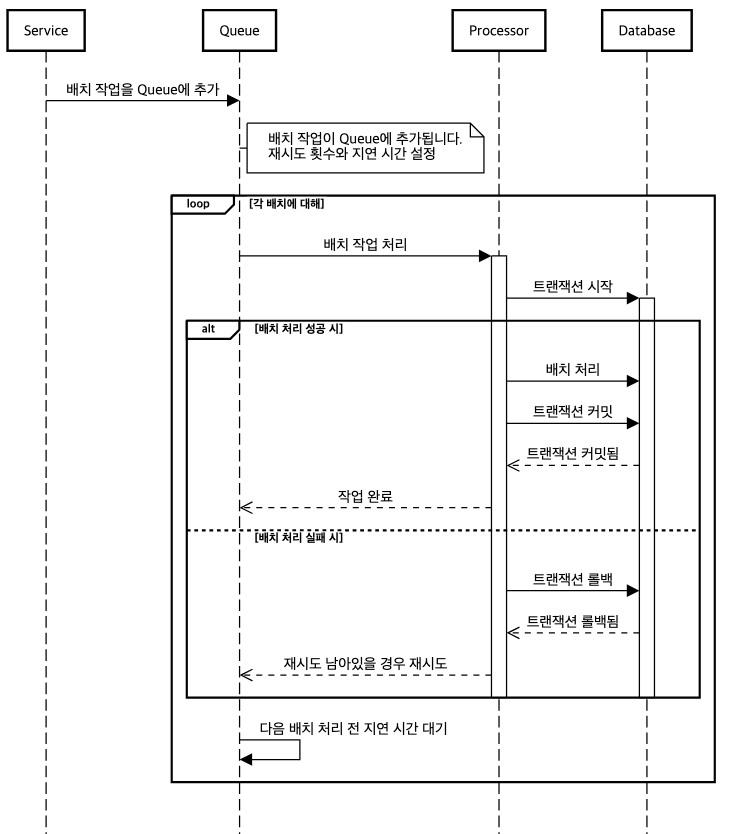 Service
Queue
Processor
Database
배치 작업을 Queue에 추가
배치 작업이 Queue에 추가됩니다.
재시도 횟수와 지연 시간 설정
loop
[각 배치에 대해]
배치 작업 처리
트랜잭션 시작
alt
[배치 처리 성공 시]
배치 처리
트랜잭션 커밋
트랜잭션 커밋됨
작업 완료
[배치 처리 실패 시]
트랜잭션 롤백
트랜잭션 롤백됨
재시도 남아있을 경우 재시도
다음 배치 처리 전 지연 시간 대기